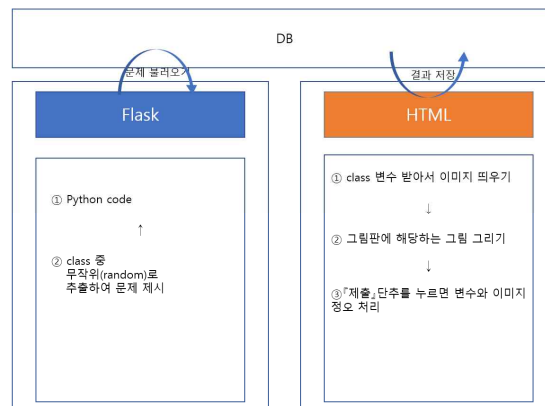 DB
문제 불러오기
결과 저장
Flask
① Python code
↑
② class 중
무작위(random)로
추출하여 문제 제시
HTML
① class 변수 받아서 이미지 띄우기
↓
② 그림판에 해당하는 그림 그리기
↓
③『제출』단추를 누르면 변수와 이미지
정오 처리